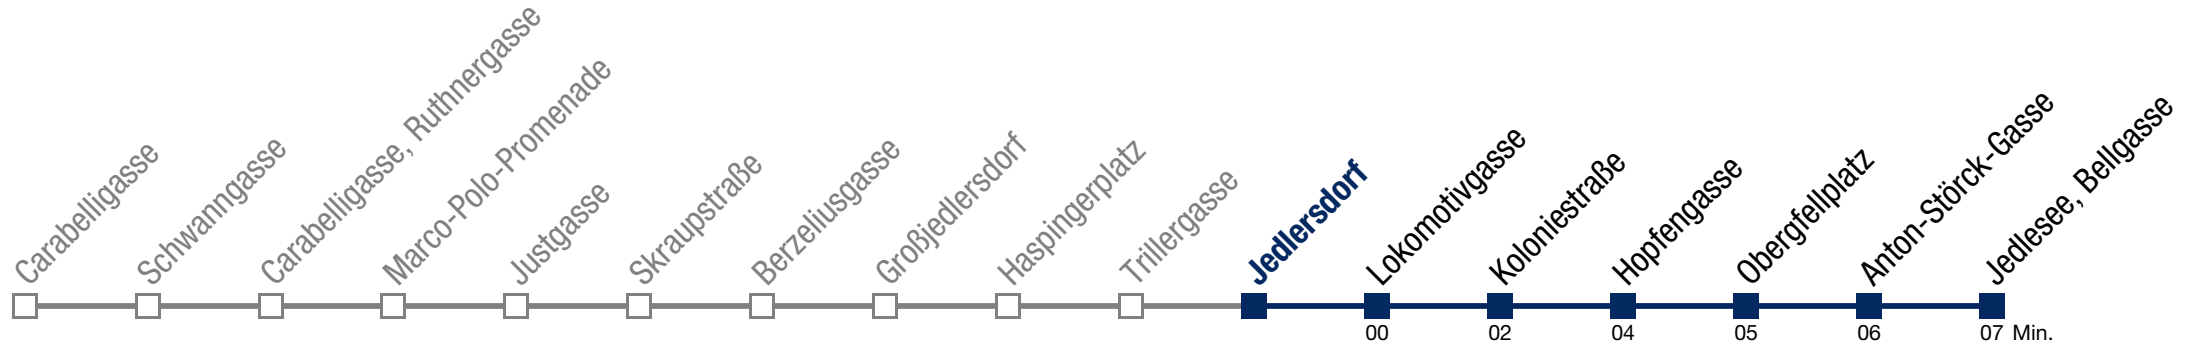 Carabelligasse
Schwanngasse
Carabelligasse, Ruthnergasse
Marco-Polo-Promenade
Justgasse
Skraupstraße
Berzeliusgasse
Großjedlersdorf
Haspingerplatz
Trillergasse
Jedlersdorf
Lokomotivgasse
Koloniestraße
Hopfengasse
Obergfellplatz
Anton-Störck-Gasse
Jedlesee, Bellgasse
00 02 04 05 06 07 Min.